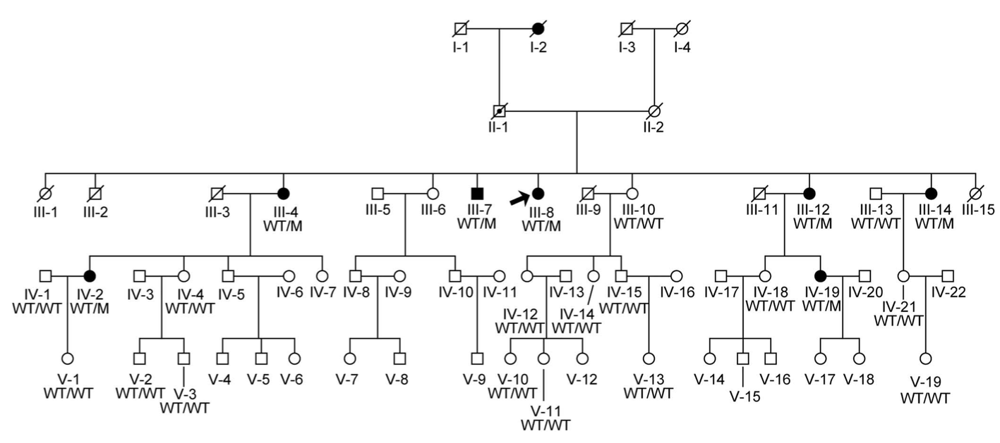 I-1 I-2 I-3 I-4
II-1 II-2
III-1 III-2 III-3 III-4 III-5 III-6 III-7 III-8 III-9 III-10 III-11 III-12 III-13 III-14 III-15
WT/M WT/M WT/M WT/WT WT/M WT/WT WT/M
IV-1 IV-2 IV-3 IV-4 IV-5 IV-6 IV-7 IV-8 IV-9 IV-10 IV-11 IV-13 IV-15 IV-16 IV-17 IV-18 IV-19 IV-20 IV-22
WT/WT WT/M WT/WT WT/WT WT/WT WT/M IV-21
IV-12 IV-14 WT/WT
WT/WT WT/WT
V-1 V-2 V-4 V-5 V-6 V-7 V-8 V-9 V-10 V-12 V-13 V-14 V-16 V-17 V-18 V-19
WT/WT WT/WT V-3 WT/WT WT/WT V-15 WT/WT
WT/WT V-11
WT/WT